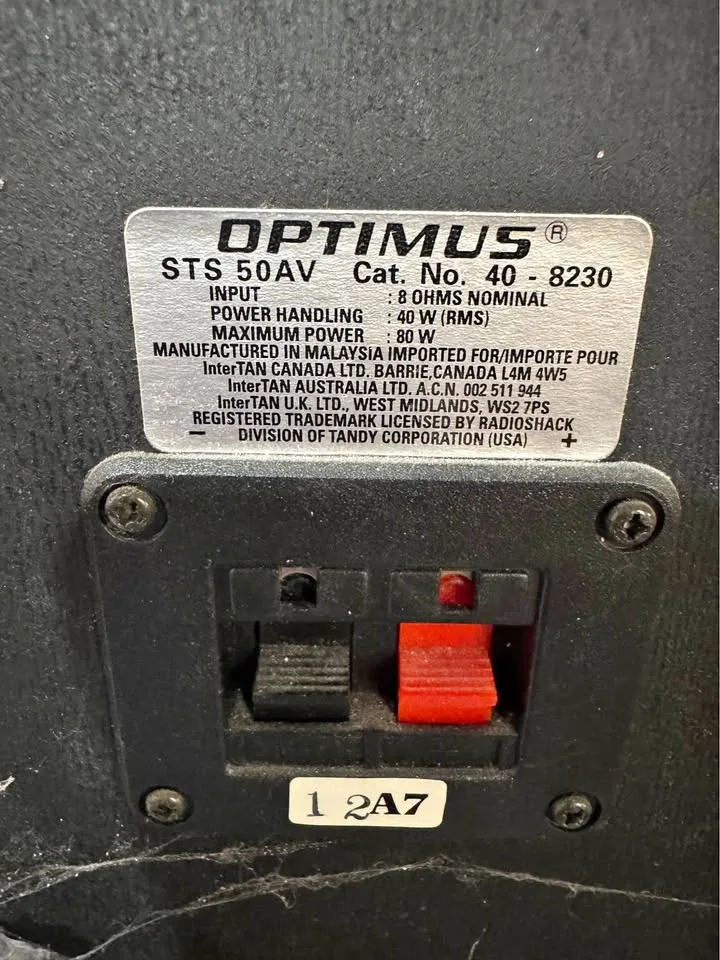 OPTIMUS®
STS 50AV Cat. No. 40 - 8230
INPUT : 8 OHMS NOMINAL
POWER HANDLING : 40 W (RMS)
MAXIMUM POWER : 80 W
MANUFACTURED IN MALAYSIA IMPORTED FOR/IMPORTE POUR
InterTAN CANADA LTD. BARRIE,CANADA L4M 4W5
InterTAN AUSTRALIA LTD. A.C.N. 002 511 944
InterTAN U.K. LTD., WEST MIDLANDS, WS2 7PS
REGISTERED TRADEMARK LICENSED BY RADIOSHACK
– DIVISION OF TANDY CORPORATION (USA) +
1 2A7